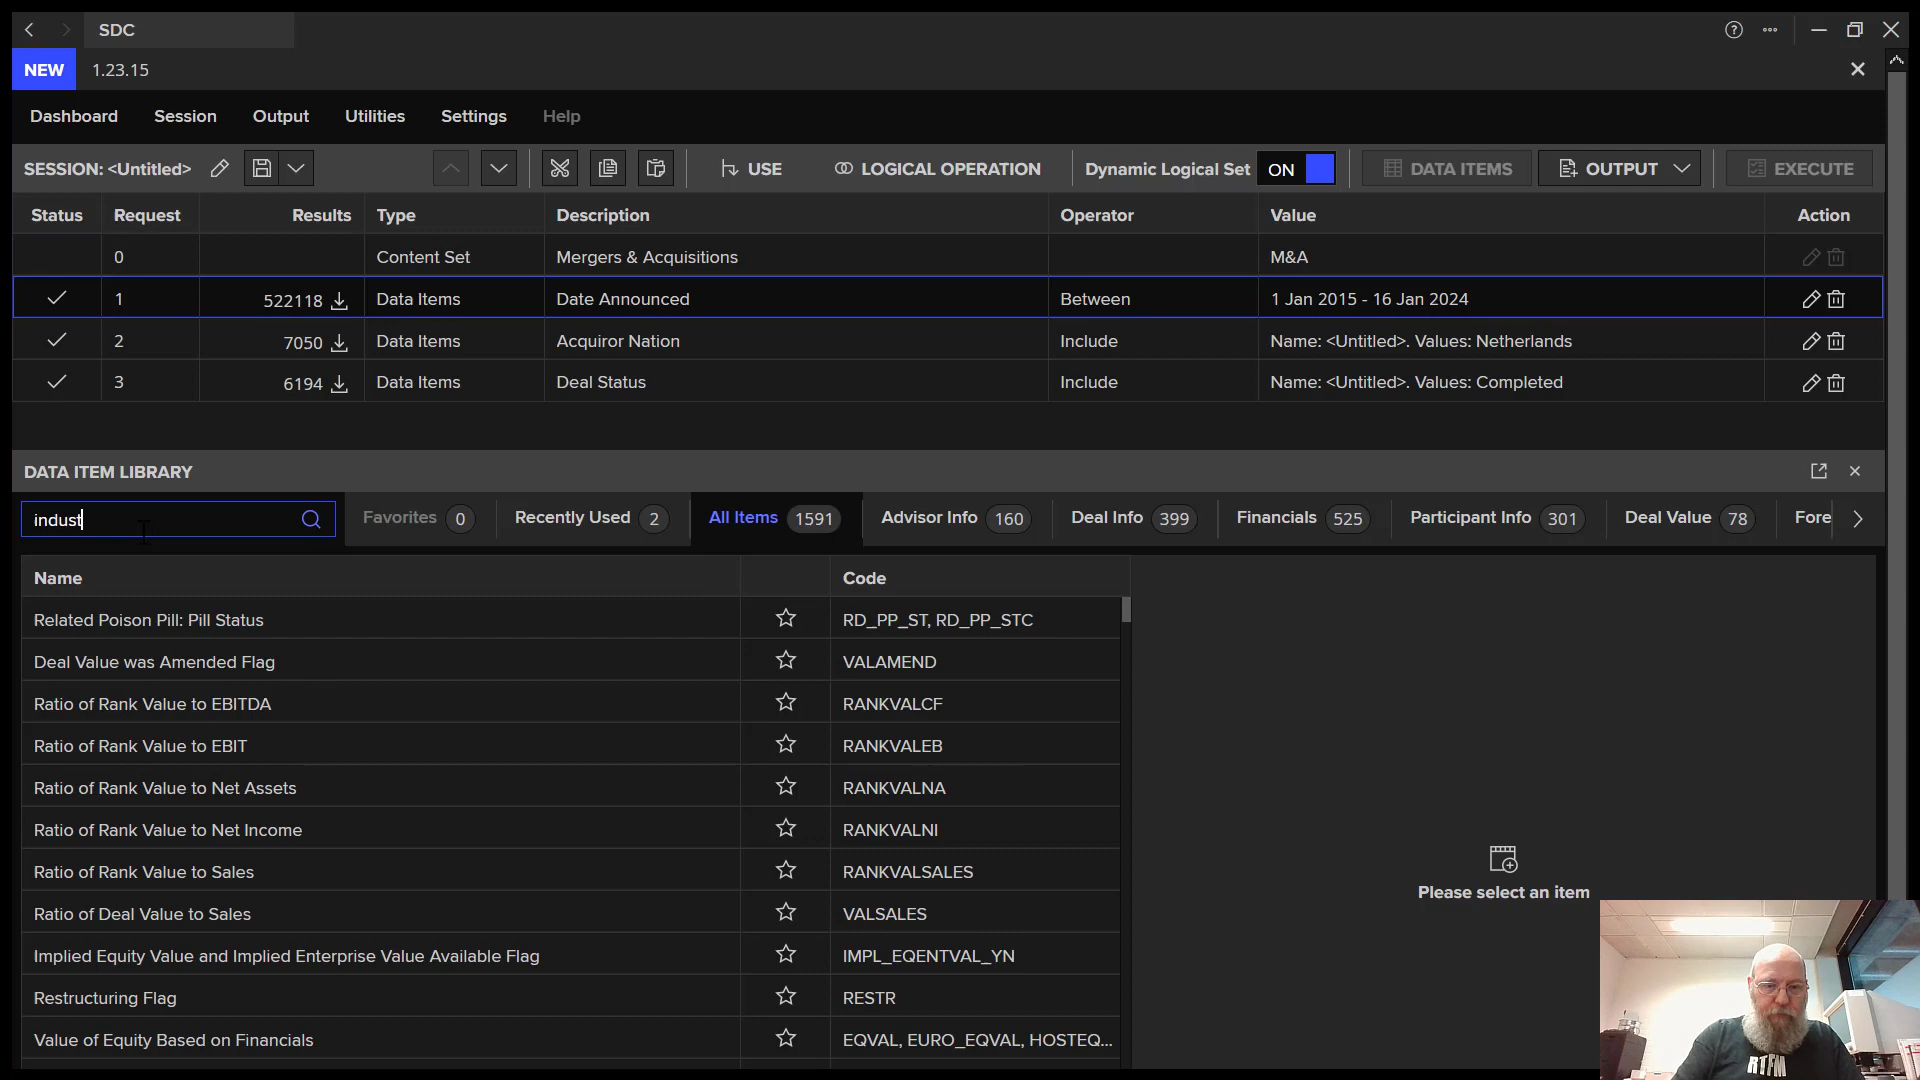 SDC
NEW 1.23.15
Dashboard Session Output Utilities Settings Help
SESSION: <Untitled> USE LOGICAL OPERATION Dynamic Logical Set ON DATA ITEMS OUTPUT EXECUTE
Status Request Results Type Description Operator Value Action
0 Content Set Mergers & Acquisitions M&A
1 522118 Data Items Date Announced Between 1 Jan 2015 - 16 Jan 2024
2 7050 Data Items Acquiror Nation Include Name: <Untitled>. Values: Netherlands
3 6194 Data Items Deal Status Include Name: <Untitled>. Values: Completed
DATA ITEM LIBRARY
indust Favorites 0 Recently Used 2 All Items 1591 Advisor Info 160 Deal Info 399 Financials 525 Participant Info 301 Deal Value 78 Fore
Name Code
Related Poison Pill: Pill Status RD_PP_ST, RD_PP_STC
Deal Value was Amended Flag VALAMEND
Ratio of Rank Value to EBITDA RANKVALCF
Ratio of Rank Value to EBIT RANKVALEB
Ratio of Rank Value to Net Assets RANKVALNA
Ratio of Rank Value to Net Income RANKVALNI
Ratio of Rank Value to Sales RANKVALSALES
Ratio of Deal Value to Sales VALSALES
Please select an item
Implied Equity Value and Implied Enterprise Value Available Flag IMPL_EQENTVAL_YN
Restructuring Flag RESTR
Value of Equity Based on Financials EQVAL, EURO_EQVAL, HOSTEQ...
RTFM